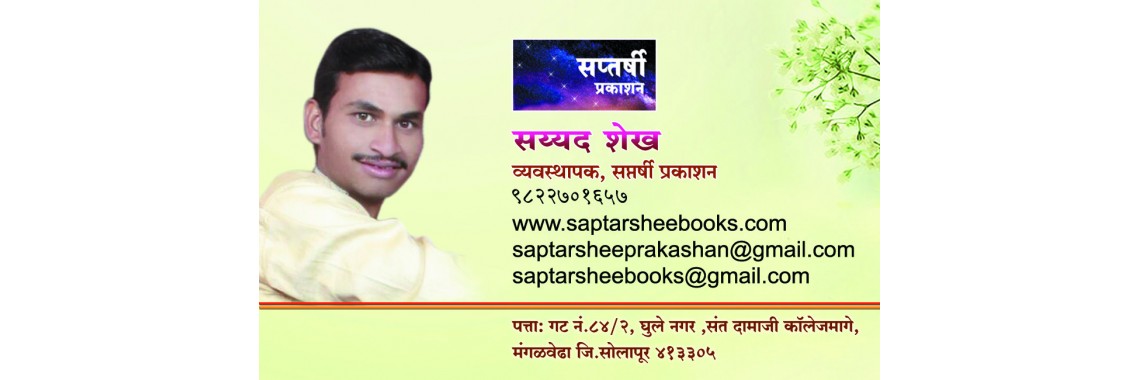 सप्तर्षी
प्रकाशन
सय्यद शेख
व्यवस्थापक, सप्तर्षी प्रकाशन
९८२२७०१६५७
www.saptarsheebooks.com
saptarsheeprakashan@gmail.com
saptarsheebooks@gmail.com
पत्ता: गट नं.८४/२, घुले नगर ,संत दामाजी कॉलेजमागे,
मंगळवेढा जि.सोलापूर ४१३३०५